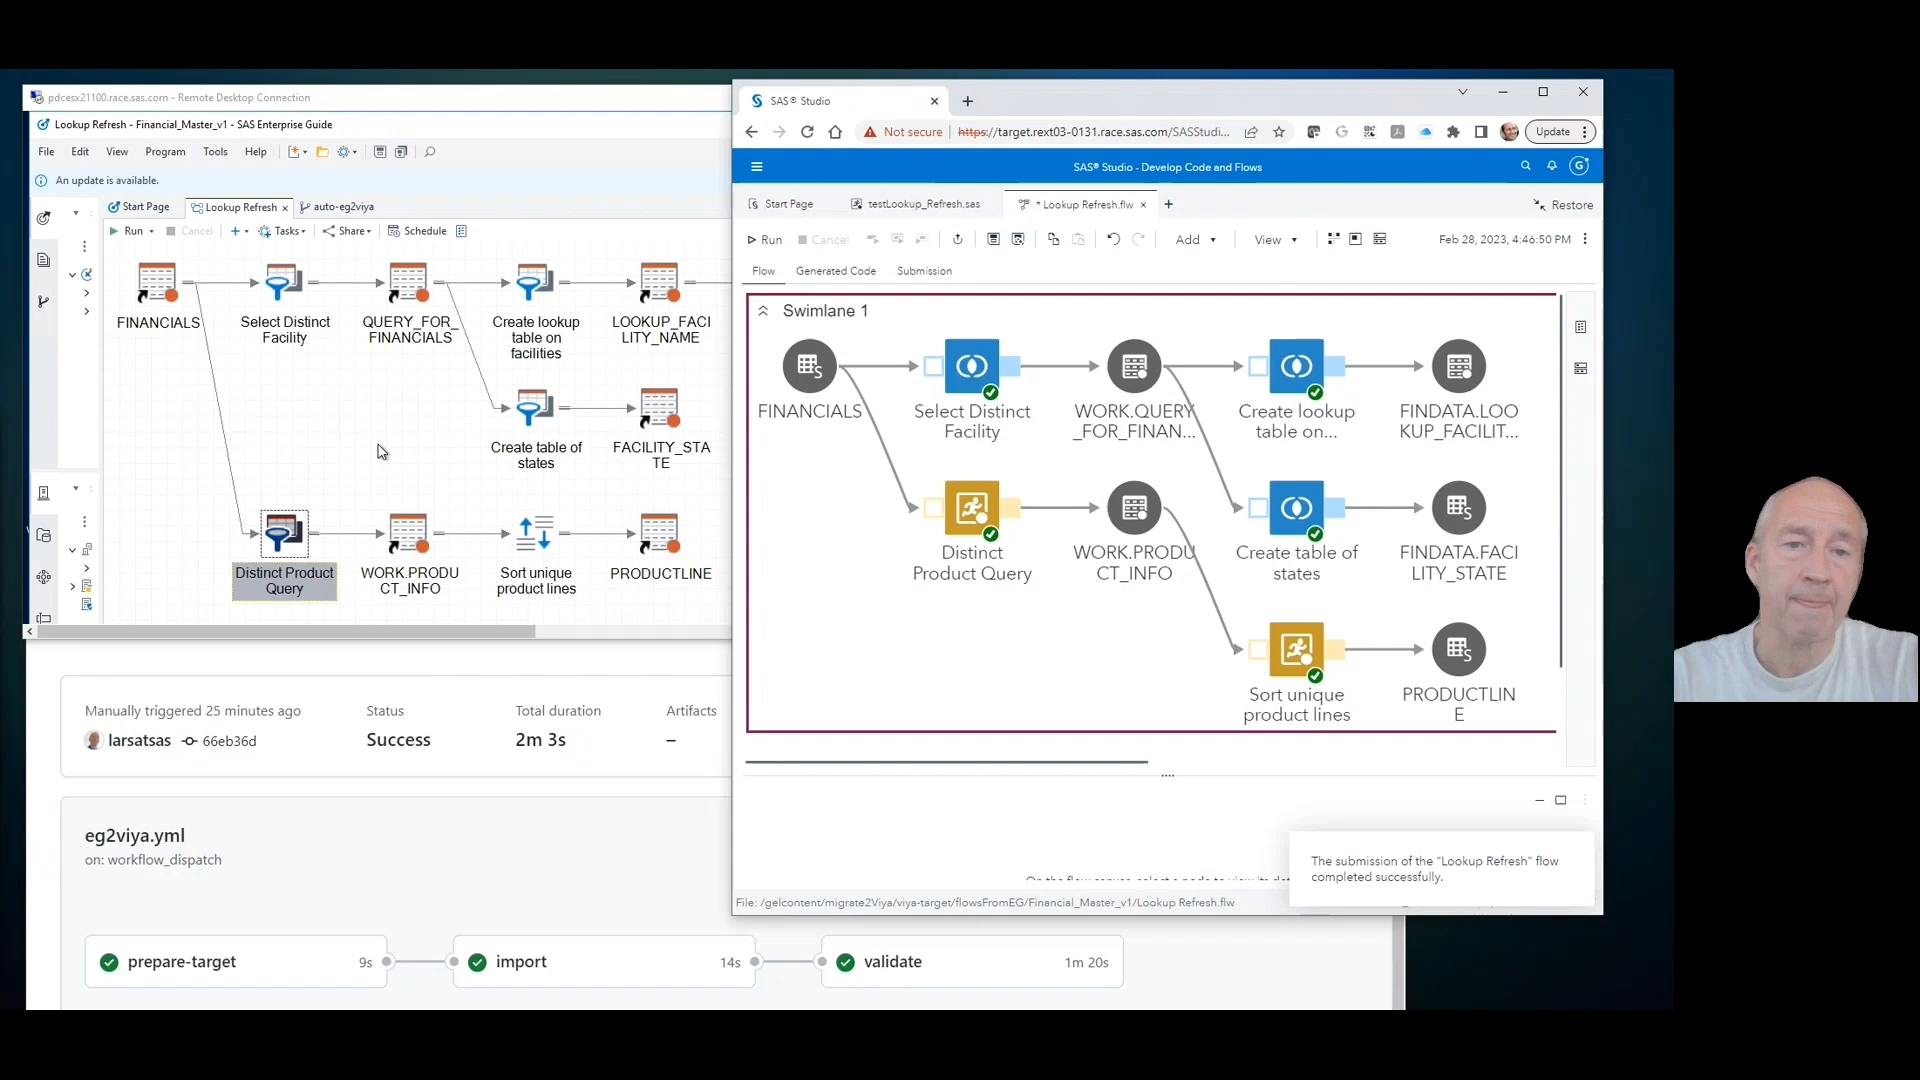 pdcesx21100.race.sas.com - Remote Desktop Connection
Lookup Refresh - Financial_Master_v1 - SAS Enterprise Guide
File Edit View Program Tools Help
An update is available.
Start Page Lookup Refresh × auto-eg2viya
Run Cancel Tasks Share Schedule
FINANCIALS
Select Distinct
Facility
QUERY_FOR_
FINANCIALS
Create lookup
table on
facilities
LOOKUP_FACI
LITY_NAME
Create table of
states
FACILITY_STA
TE
Distinct Product
Query
WORK.PRODU
CT_INFO
Sort unique
product lines
PRODUCTLINE
Manually triggered 25 minutes ago
larsatsas 66eb36d
Status
Success
Total duration
2m 3s
Artifacts
–
eg2viya.yml
on: workflow_dispatch
prepare-target 9s
import 14s
validate 1m 20s
SAS® Studio
Not secure https://target.rext03-0131.race.sas.com/SASStudi...
Update
SAS® Studio - Develop Code and Flows
G
Start Page testLookup_Refresh.sas * Lookup Refresh.flw × +
Restore
Run Cancel Add View Feb 28, 2023, 4:46:50 PM
Flow Generated Code Submission
Swimlane 1
FINANCIALS
Select Distinct
Facility
WORK.QUERY
_FOR_FINAN...
Create lookup
table on...
FINDATA.LOO
KUP_FACILIT...
Distinct
Product Query
WORK.PRODU
CT_INFO
Create table of
states
FINDATA.FACI
LITY_STATE
Sort unique
product lines
PRODUCTLIN
E
The submission of the "Lookup Refresh" flow
completed successfully.
File: /gelcontent/migrate2Viya/viya-target/flowsFromEG/Financial_Master_v1/Lookup Refresh.flw